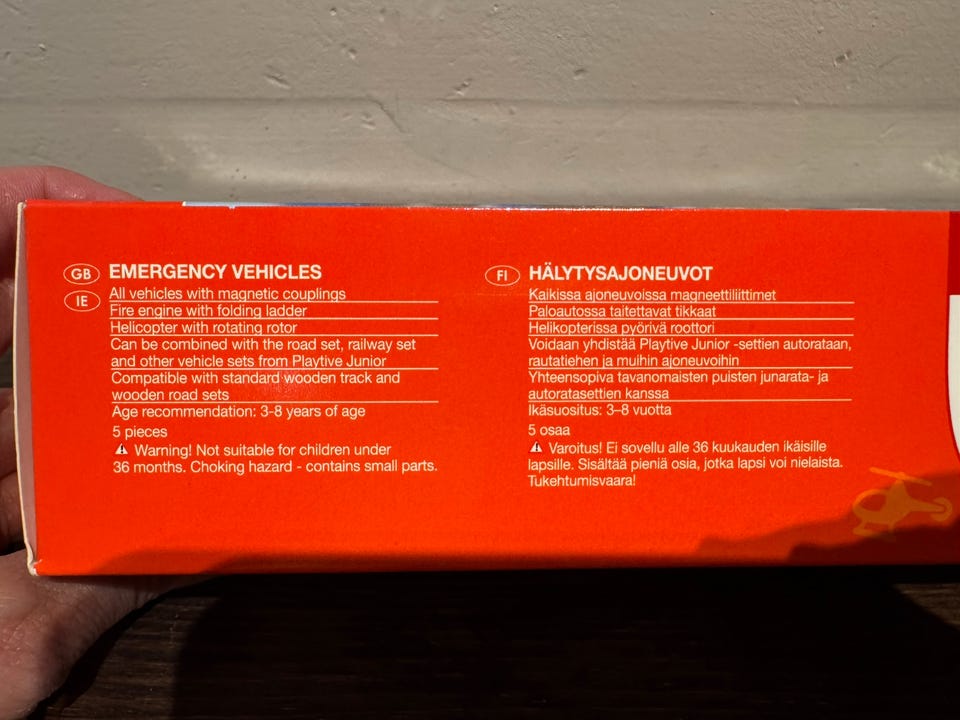 GB
IE
EMERGENCY VEHICLES
All vehicles with magnetic couplings
Fire engine with folding ladder
Helicopter with rotating rotor
Can be combined with the road set, railway set
and other vehicle sets from Playtive Junior
Compatible with standard wooden track and
wooden road sets
Age recommendation: 3-8 years of age
5 pieces
Warning! Not suitable for children under
36 months. Choking hazard - contains small parts.
FI
HÄLYTYSAJONEUVOT
Kaikissa ajoneuvoissa magneettiliittimet
Paloautossa taitettavat tikkaat
Helikopterissa pyörivä roottori
Voidaan yhdistää Playtive Junior -settien autorataan,
rautatiehen ja muihin ajoneuvoihin
Yhteensopiva tavanomaisten puisten junarata- ja
autoratasettien kanssa
Ikäsuositus: 3–8 vuotta
5 osaa
Varoitus! Ei sovellu alle 36 kuukauden ikäisille
lapsille. Sisältää pieniä osia, jotka lapsi voi nielaista.
Tukehtumisvaara!